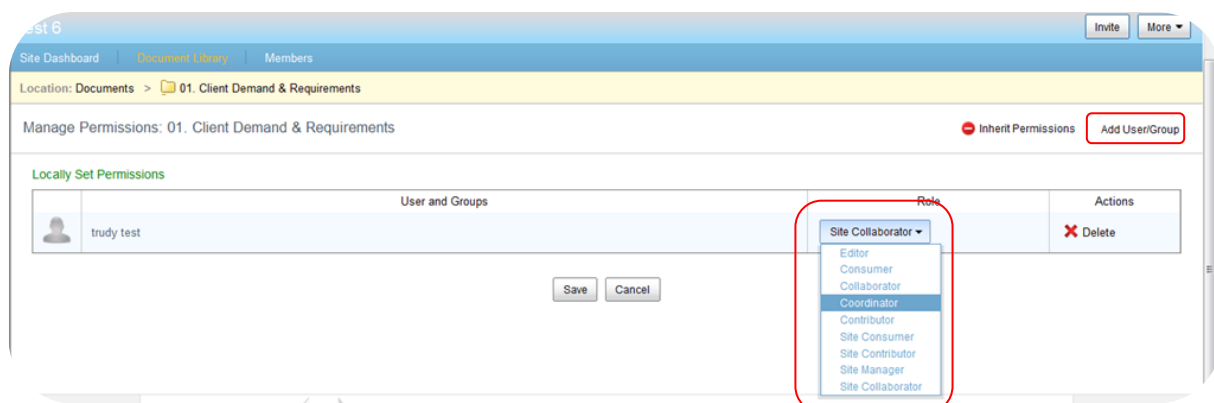 est 6
Invite More
Site Dashboard Document Library Members
Location: Documents > 01. Client Demand & Requirements
Manage Permissions: 01. Client Demand & Requirements
Inherit Permissions Add User/Group
Locally Set Permissions
User and Groups Role Actions
trudy test Site Collaborator Delete
Editor
Consumer
Collaborator
Coordinator
Contributor
Site Consumer
Site Contributor
Site Manager
Site Collaborator
Save Cancel